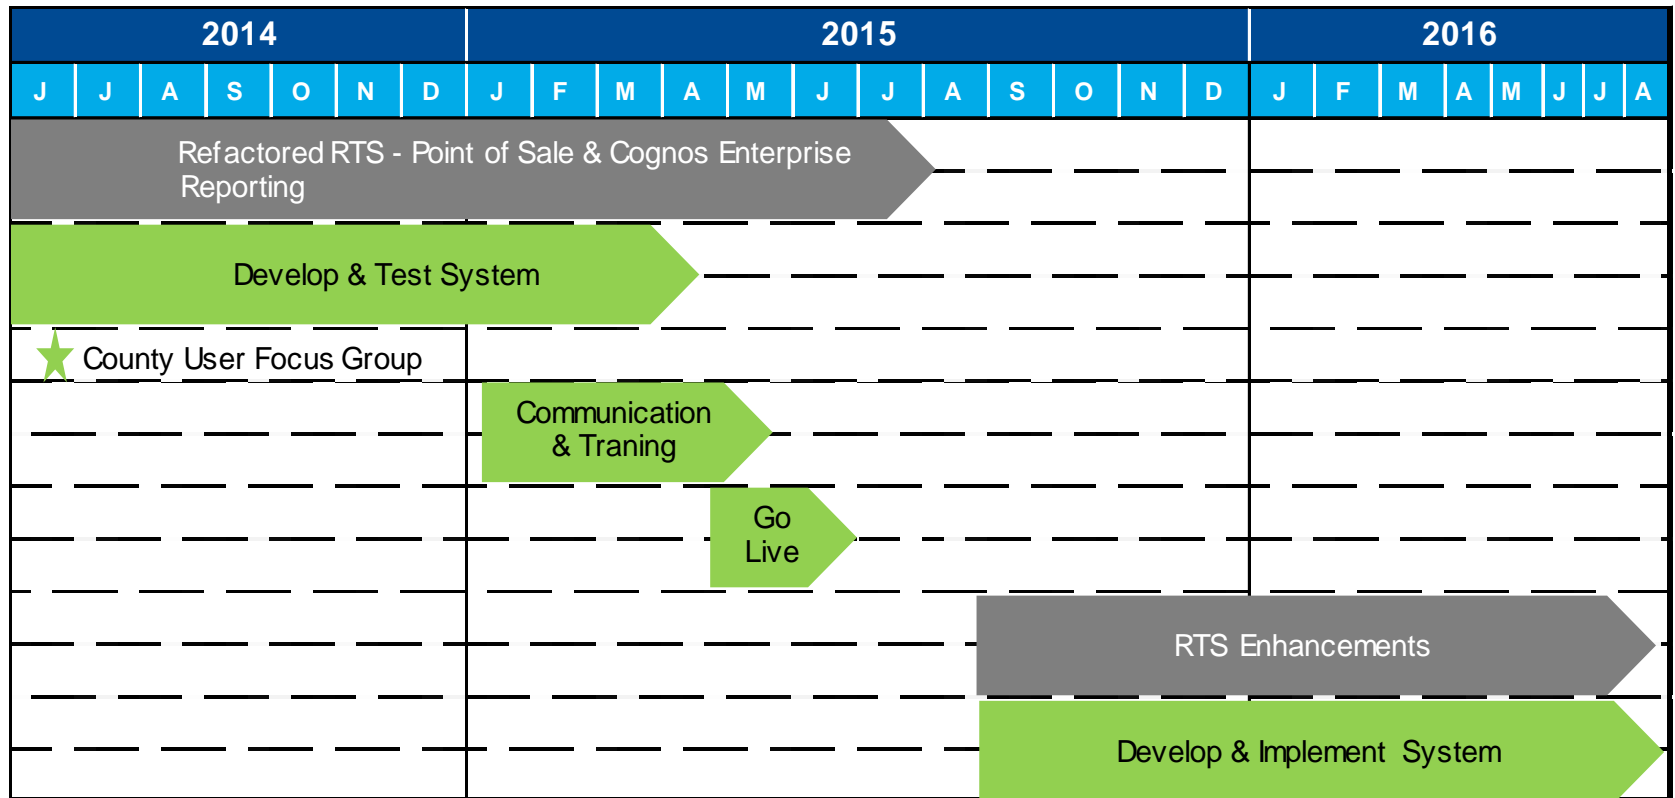 2014 2015 2016
J J A S O N D J F M A M J J A S O N D J F M A M J J A
Refactored RTS - Point of Sale & Cognos Enterprise
Reporting
Develop & Test System
County User Focus Group
Communication
& Traning
Go
Live
RTS Enhancements
Develop & Implement System